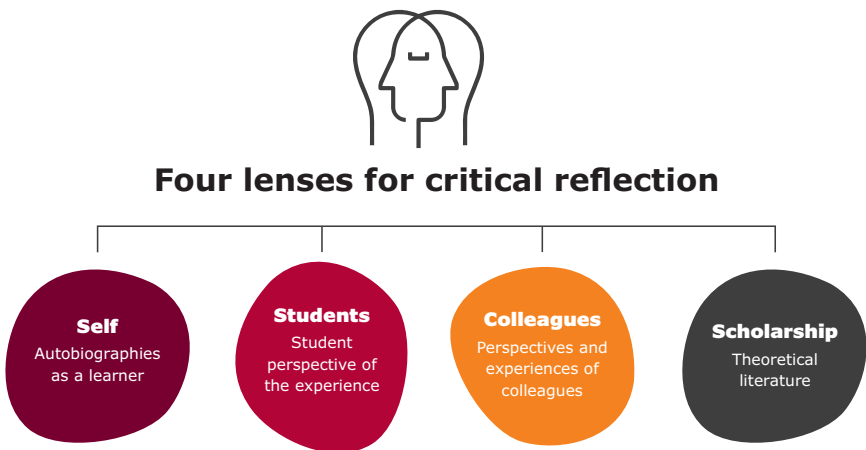 Four lenses for critical reflection
Self
Autobiographies
as a learner
Students
Student
perspective of
the experience
Colleagues
Perspectives and
experiences of
colleagues
Scholarship
Theoretical
literature